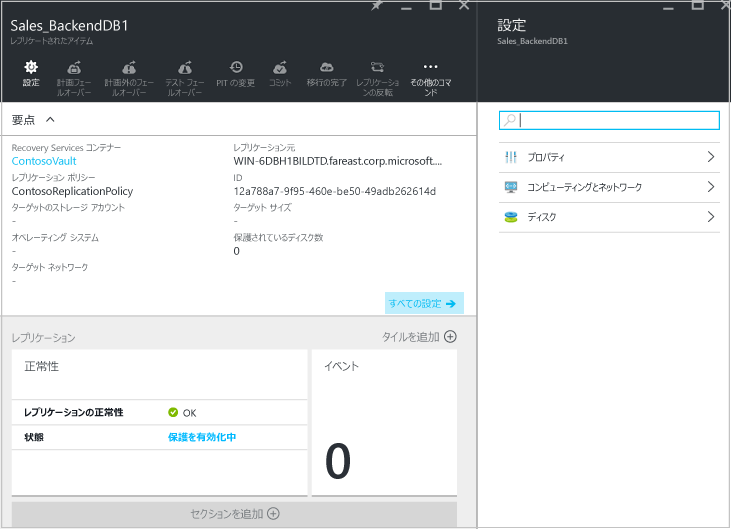 Sales_BackendDB1
レプリケートされたアイテム
設定
計画フェールオーバー
計画外のフェールオーバー
テスト フェールオーバー
PIT の変更
コミット
移行の完了
レプリケーションの反転
その他のコマンド
要点
Recovery Services コンテナー
ContosoVault
レプリケーション ポリシー
ContosoReplicationPolicy
ターゲットのストレージ アカウント
-
オペレーティング システム
-
ターゲット ネットワーク
-
レプリケーション元
WIN-6DBH1BILDTD.fareast.corp.microsoft....
ID
12a788a7-9f95-460e-be50-49adb262614d
ターゲット サイズ
-
保護されているディスク数
0
すべての設定
レプリケーション
タイルを追加
正常性
レプリケーションの正常性 OK
状態 保護を有効化中
イベント
0
セクションを追加
設定
Sales_BackendDB1
プロパティ
コンピューティングとネットワーク
ディスク